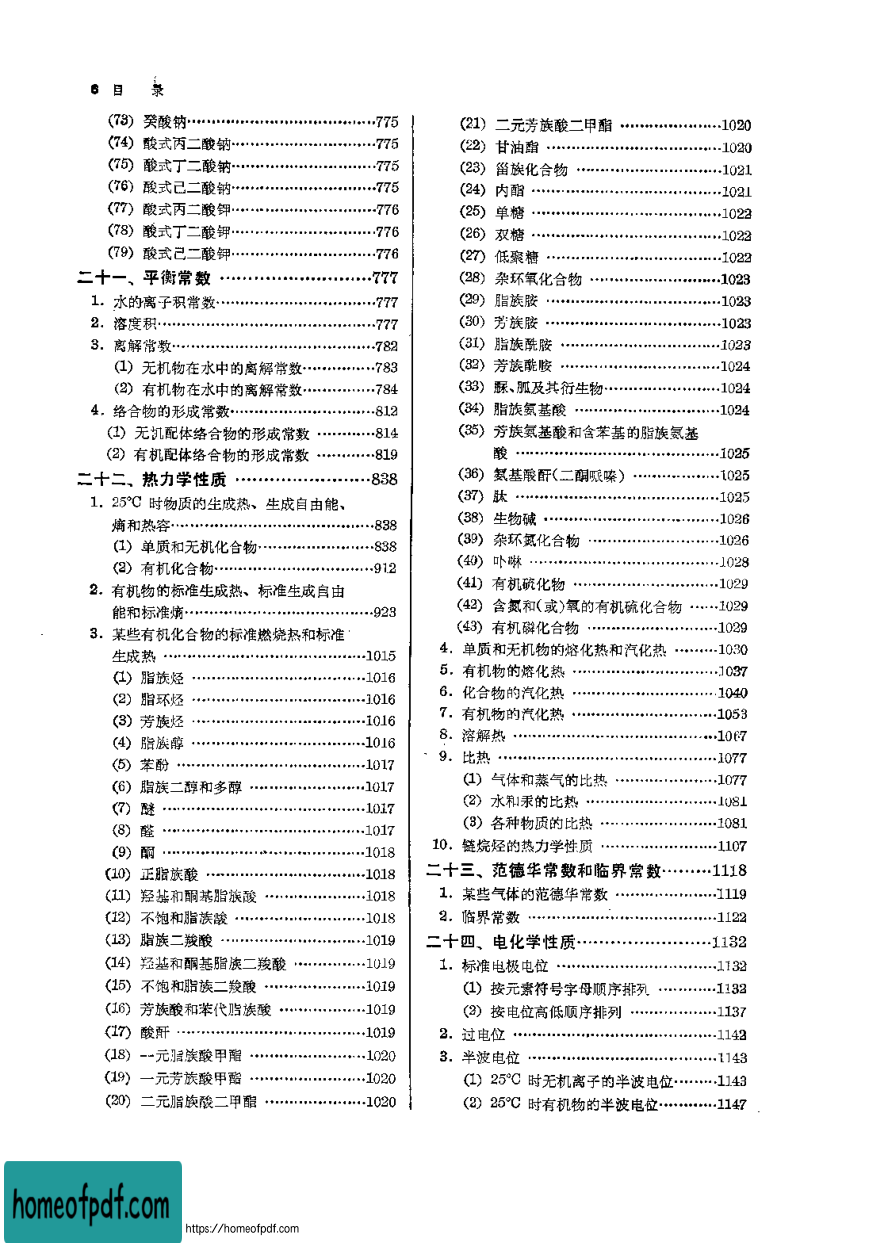 6 目 录
(73) 癸酸钠……775
(74) 酸式丙二酸钠……775
(75) 酸式丁二酸钠……775
(76) 酸式己二酸钠……775
(77) 酸式丙二酸钾……776
(78) 酸式丁二酸钾……776
(79) 酸式己二酸钾……776
二十一、平衡常数……777
1. 水的离子积常数……777
2. 溶度积……777
3. 离解常数……782
(1) 无机物在水中的离解常数……783
(2) 有机物在水中的离解常数……784
4. 络合物的形成常数……812
(1) 无机配体络合物的形成常数……814
(2) 有机配体络合物的形成常数……819
二十二、热力学性质……838
1. 25°C 时物质的生成热、生成自由能、
熵和热容……838
(1) 单质和无机化合物……838
(2) 有机化合物……912
2. 有机物的标准生成热、标准生成自由
能和标准熵……923
3. 某些有机化合物的标准燃烧热和标准
生成热……1015
(1) 脂族烃……1016
(2) 脂环烃……1016
(3) 芳族烃……1016
(4) 脂族醇……1016
(5) 苯酚……1017
(6) 脂族二醇和多醇……1017
(7) 醚……1017
(8) 醛……1017
(9) 酮……1018
(10) 正脂族酸……1018
(11) 羟基和酮基脂族酸……1018
(12) 不饱和脂族酸……1018
(13) 脂族二羧酸……1019
(14) 羟基和酮基脂族二羧酸……1019
(15) 不饱和脂族二羧酸……1019
(16) 芳族酸和苯代脂族酸……1019
(17) 酸酐……1019
(18) 一元脂族酸甲酯……1020
(19) 一元芳族酸甲酯……1020
(20) 二元脂族酸二甲酯……1020
(21) 二元芳族酸二甲酯……1020
(22) 甘油酯……1020
(23) 甾族化合物……1021
(24) 内酯……1021
(25) 单糖……1022
(26) 双糖……1022
(27) 低聚糖……1022
(28) 杂环氧化合物……1023
(29) 脂族胺……1023
(30) 芳族胺……1023
(31) 脂族酰胺……1023
(32) 芳族酰胺……1024
(33) 脲、胍及其衍生物……1024
(34) 脂族氨基酸……1024
(35) 芳族氨基酸和含苯基的脂族氨基
酸……1025
(36) 氨基酸酐(二酮哌嗪)……1025
(37) 肽……1025
(38) 生物碱……1026
(39) 杂环氮化合物……1026
(40) 卟啉……1028
(41) 有机硫化物……1029
(42) 含氮和(或)氧的有机硫化合物……1029
(43) 有机磷化合物……1029
4. 单质和无机物的熔化热和汽化热……1030
5. 有机物的熔化热……1037
6. 化合物的汽化热……1040
7. 有机物的汽化热……1053
8. 溶解热……1067
9. 比热……1077
(1) 气体和蒸气的比热……1077
(2) 水和汞的比热……1081
(3) 各种物质的比热……1081
10. 链烷烃的热力学性质……1107
二十三、范德华常数和临界常数……1118
1. 某些气体的范德华常数……1119
2. 临界常数……1122
二十四、电化学性质……1132
1. 标准电极电位……1132
(1) 按元素符号字母顺序排列……1132
(2) 按电位高低顺序排列……1137
2. 过电位……1142
3. 半波电位……1143
(1) 25°C 时无机离子的半波电位……1143
(2) 25°C 时有机物的半波电位……1147
homeofpdf.com
https://homeofpdf.com